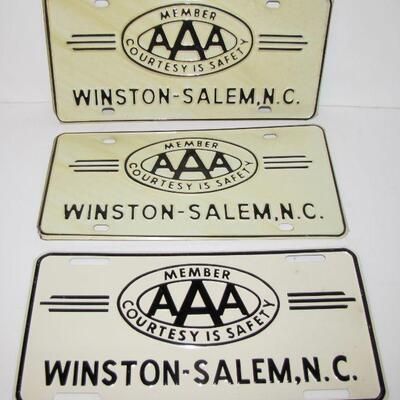 MEMBER
AAA
COURTESY IS SAFETY
WINSTON-SALEM, N.C.
MEMBER
AAA
COURTESY IS SAFETY
WINSTON-SALEM, N.C.
MEMBER
AAA
COURTESY IS SAFETY
WINSTON-SALEM, N.C.